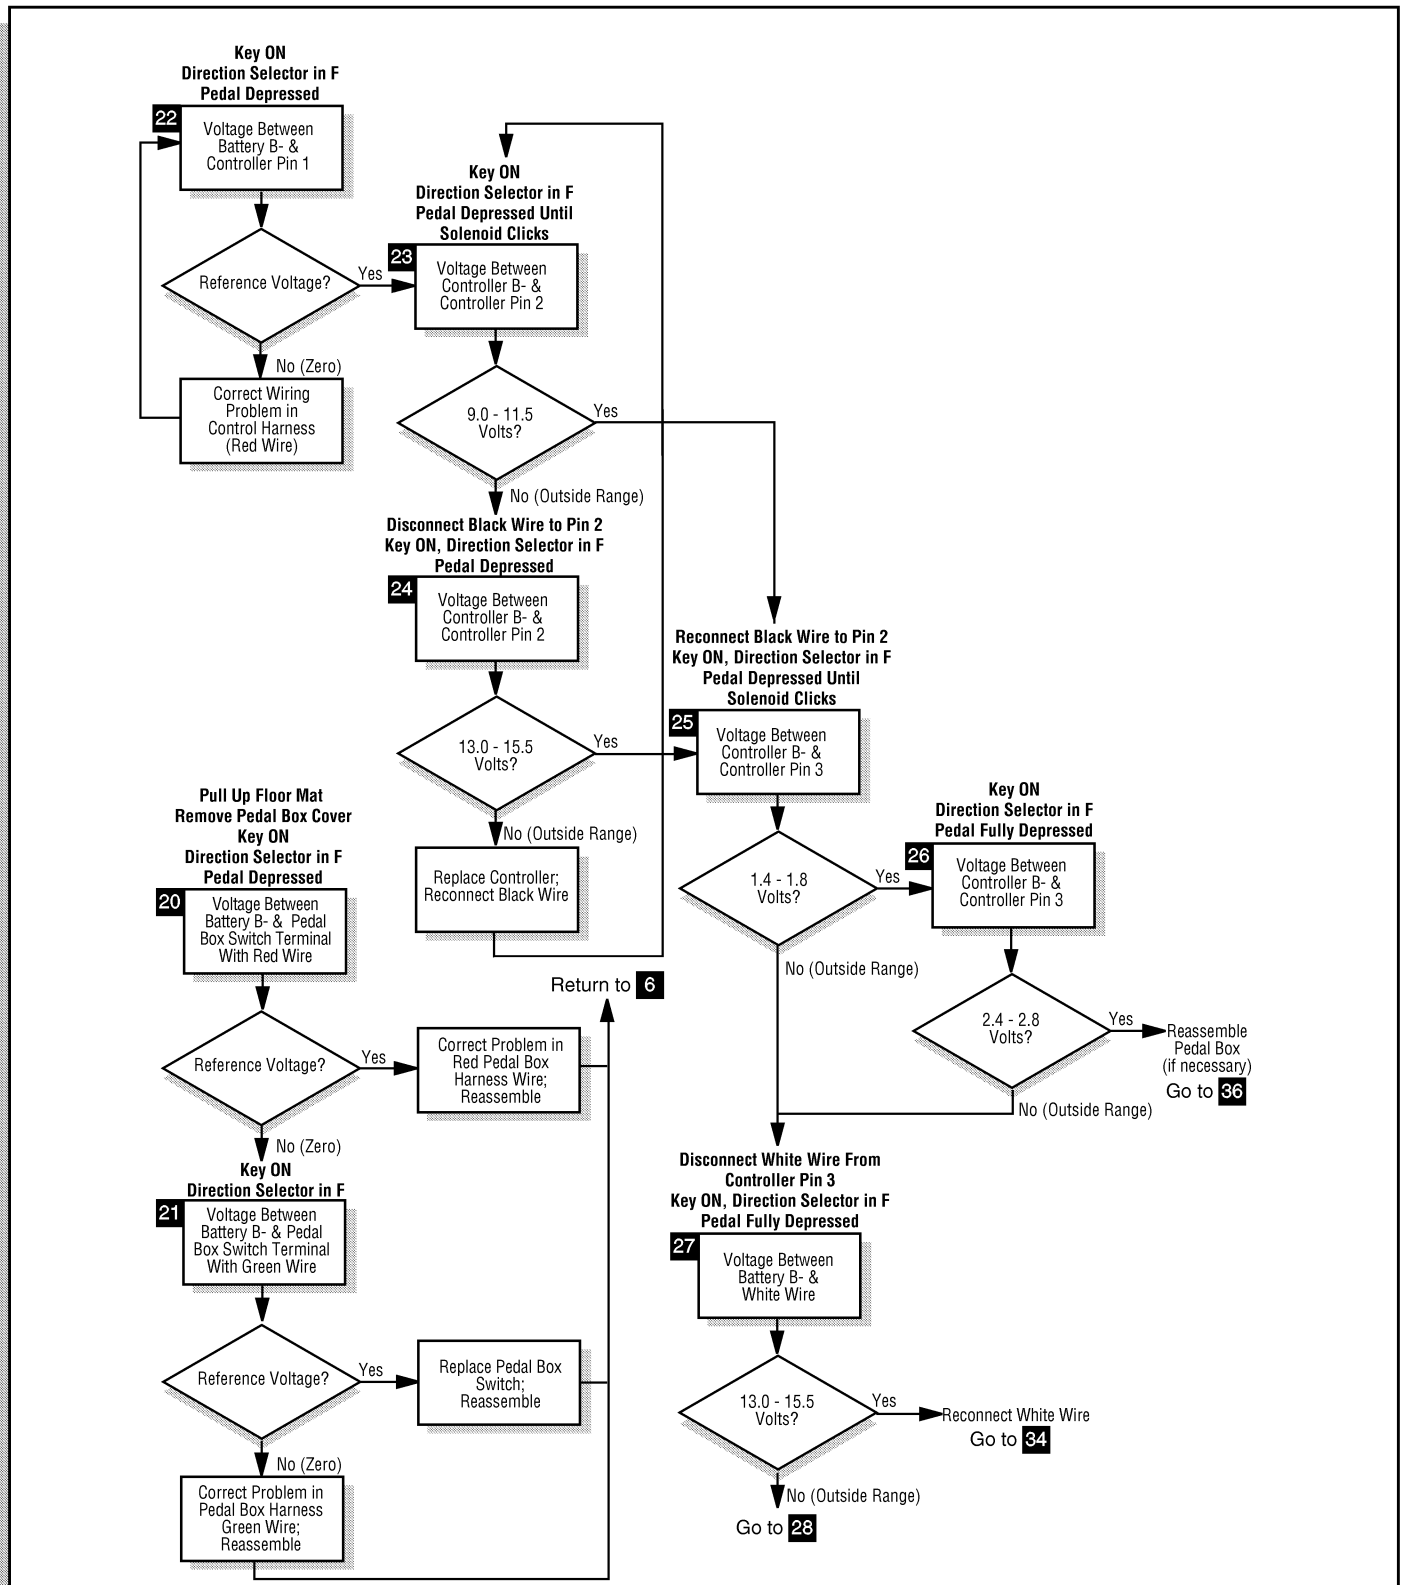 Key ON
Direction Selector in F
Pedal Depressed
22
Voltage Between
Battery B- &
Controller Pin 1
Reference Voltage?
Yes
No (Zero)
Correct Wiring
Problem in
Control Harness
(Red Wire)
Key ON
Direction Selector in F
Pedal Depressed Until
Solenoid Clicks
23
Voltage Between
Controller B- &
Controller Pin 2
9.0 - 11.5
Volts?
Yes
No (Outside Range)
Disconnect Black Wire to Pin 2
Key ON, Direction Selector in F
Pedal Depressed
24
Voltage Between
Controller B- &
Controller Pin 2
13.0 - 15.5
Volts?
Yes
No (Outside Range)
Replace Controller;
Reconnect Black Wire
Reconnect Black Wire to Pin 2
Key ON, Direction Selector in F
Pedal Depressed Until
Solenoid Clicks
25
Voltage Between
Controller B- &
Controller Pin 3
1.4 - 1.8
Volts?
Yes
No (Outside Range)
Key ON
Direction Selector in F
Pedal Fully Depressed
26
Voltage Between
Controller B- &
Controller Pin 3
2.4 - 2.8
Volts?
Yes
Reassemble
Pedal Box
(if necessary)
Go to 36
No (Outside Range)
Pull Up Floor Mat
Remove Pedal Box Cover
Key ON
Direction Selector in F
Pedal Depressed
20
Voltage Between
Battery B- & Pedal
Box Switch Terminal
With Red Wire
Reference Voltage?
Yes
Correct Problem in
Red Pedal Box
Harness Wire;
Reassemble
Return to 6
No (Zero)
Key ON
Direction Selector in F
21
Voltage Between
Battery B- & Pedal
Box Switch Terminal
With Green Wire
Reference Voltage?
Yes
Replace Pedal Box
Switch;
Reassemble
No (Zero)
Correct Problem in
Pedal Box Harness
Green Wire;
Reassemble
Disconnect White Wire From
Controller Pin 3
Key ON, Direction Selector in F
Pedal Fully Depressed
27
Voltage Between
Battery B- &
White Wire
13.0 - 15.5
Volts?
Yes
Reconnect White Wire
Go to 34
No (Outside Range)
Go to 28